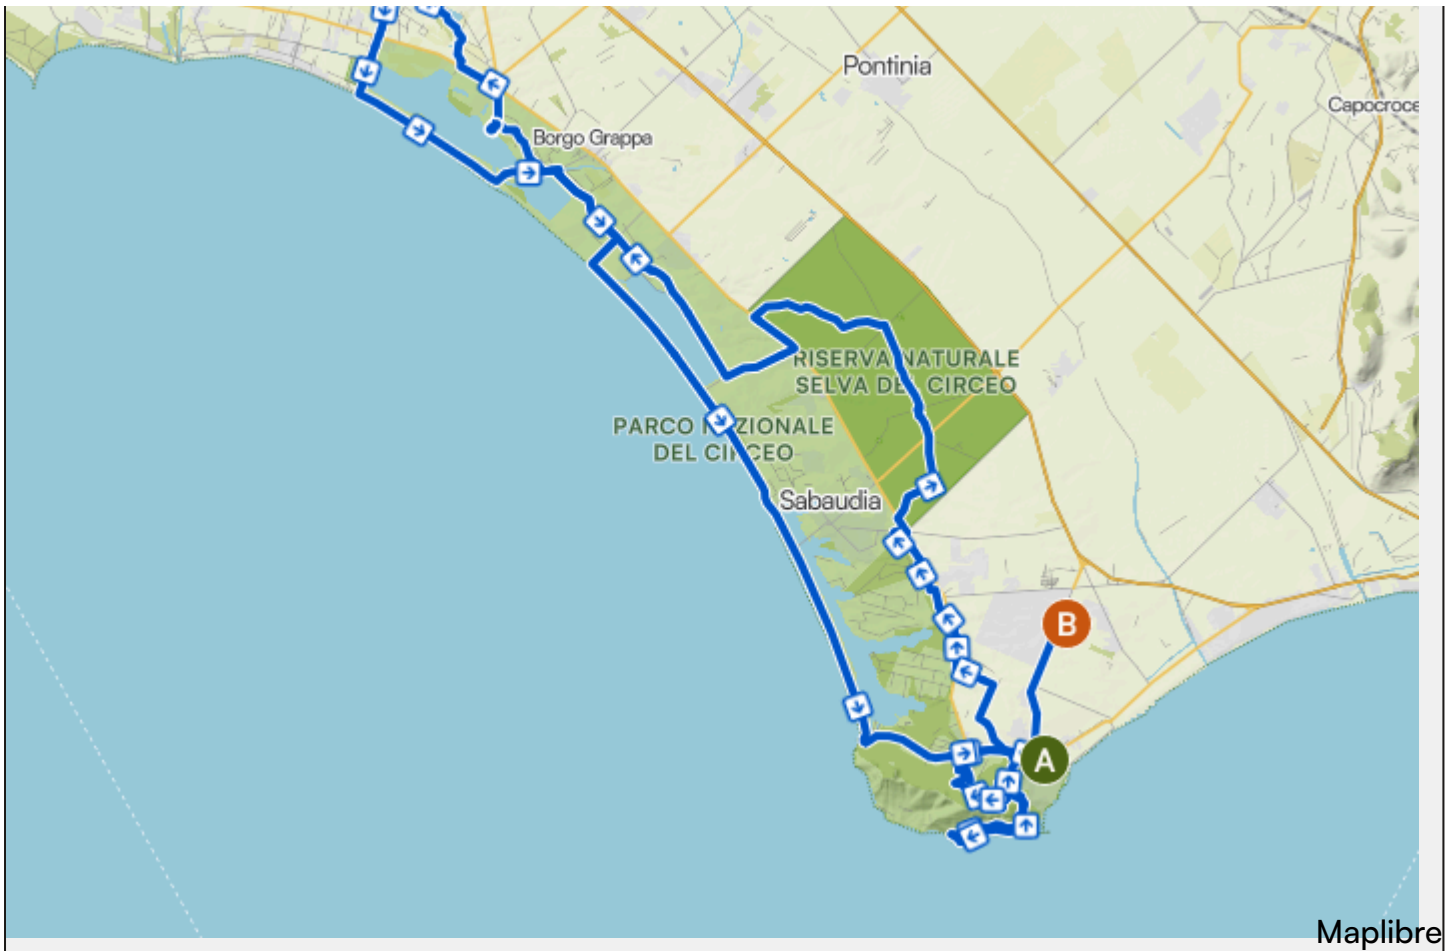 Pontinia
Capocroce
Borgo Grappa
RISERVA NATURALE
SELVA DEL CIRCEO
PARCO NAZIONALE
DEL CIRCEO
Sabaudia
B
A
Maplibre